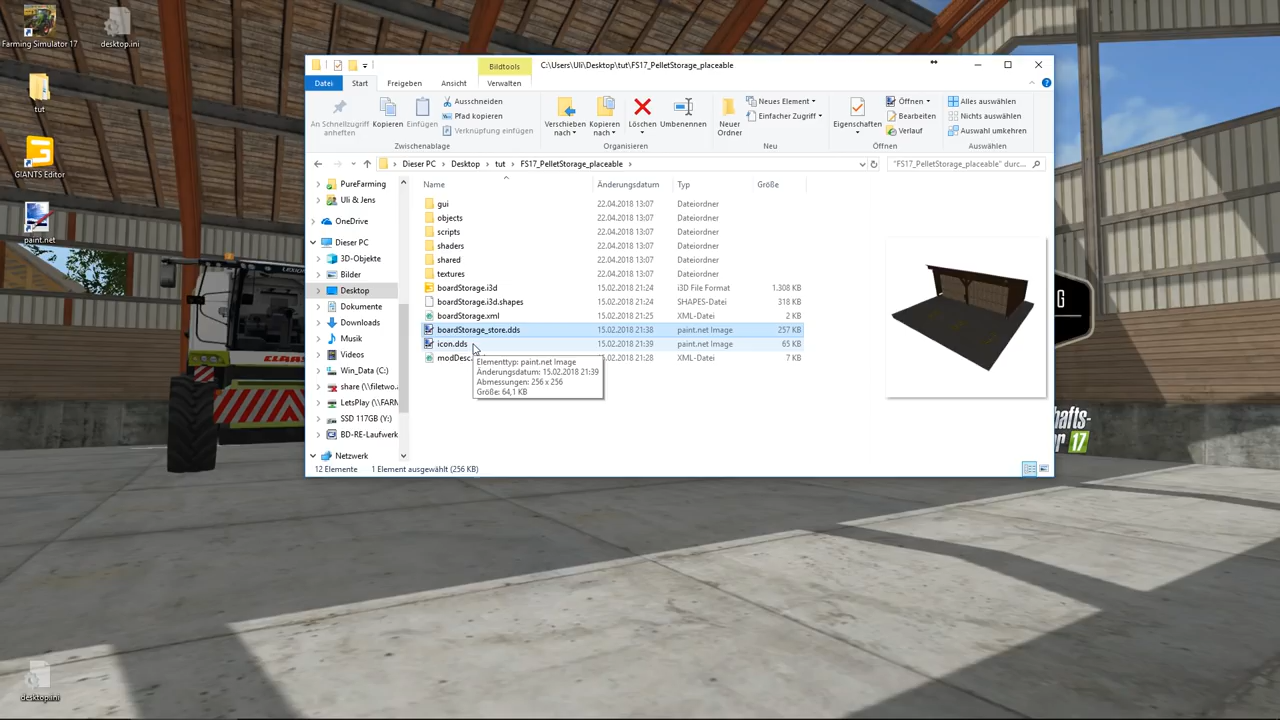 Farming Simulator 17
desktop.ini
tut
GIANTS Editor
paint.net
desktop.ini
Bildtools
C:\Users\Uli\Desktop\tut\FS17_PelletStorage_placeable
Datei Start Freigeben Ansicht Verwalten
An Schnellzugriff anheften
Kopieren
Einfügen
Ausschneiden
Pfad kopieren
Verknüpfung einfügen
Zwischenablage
Verschieben nach
Kopieren nach
Löschen
Umbenennen
Organisieren
Neuer Ordner
Neues Element
Einfacher Zugriff
Neu
Eigenschaften
Öffnen
Bearbeiten
Verlauf
Öffnen
Alles auswählen
Nichts auswählen
Auswahl umkehren
Auswählen
Dieser PC > Desktop > tut > FS17_PelletStorage_placeable >
"FS17_PelletStorage_placeable" durc...
PureFarming
Uli & Jens
OneDrive
Dieser PC
3D-Objekte
Bilder
Desktop
Dokumente
Downloads
Musik
Videos
Win_Data (C:)
share (\\filetwo.
LetsPlay (\\FARM
SSD 117GB (Y:)
BD-RE-Laufwerk
Netzwerk
Name Änderungsdatum Typ Größe
gui 22.04.2018 13:07 Dateiordner
objects 22.04.2018 13:07 Dateiordner
scripts 22.04.2018 13:07 Dateiordner
shaders 22.04.2018 13:07 Dateiordner
shared 22.04.2018 13:07 Dateiordner
textures 22.04.2018 13:07 Dateiordner
boardStorage.i3d 15.02.2018 21:24 i3D File Format 1.308 KB
boardStorage.i3d.shapes 15.02.2018 21:24 SHAPES-Datei 318 KB
boardStorage.xml 15.02.2018 21:25 XML-Datei 2 KB
boardStorage_store.dds 15.02.2018 21:38 paint.net Image 257 KB
icon.dds 15.02.2018 21:39 paint.net Image 65 KB
modDesc. .02.2018 21:28 XML-Datei 7 KB
Elementtyp: paint.net Image
Änderungsdatum: 15.02.2018 21:39
Abmessungen: 256 x 256
Größe: 64,1 KB
12 Elemente 1 Element ausgewählt (256 KB)
CLAAS
G
hafts-
or 17